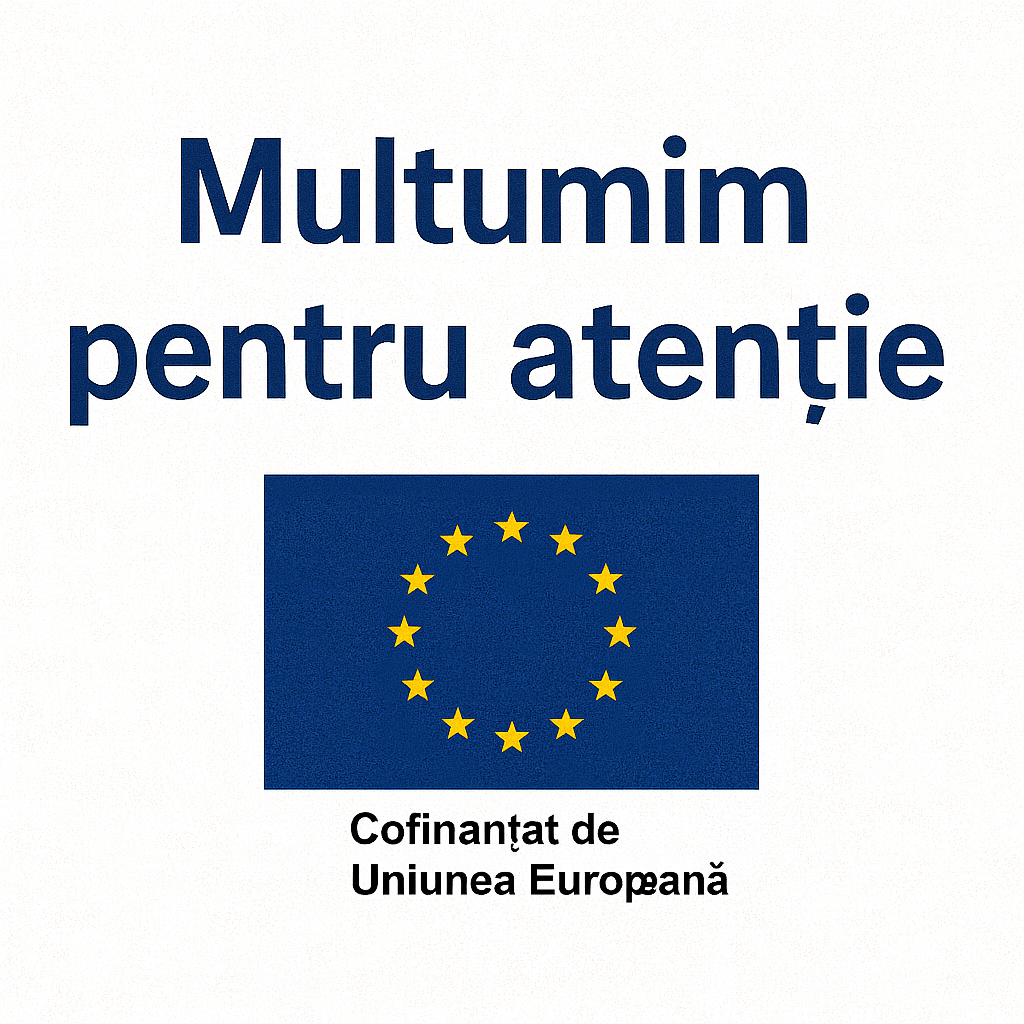 Multumim
pentru atenție
Cofinanțat de
Uniunea Europeană